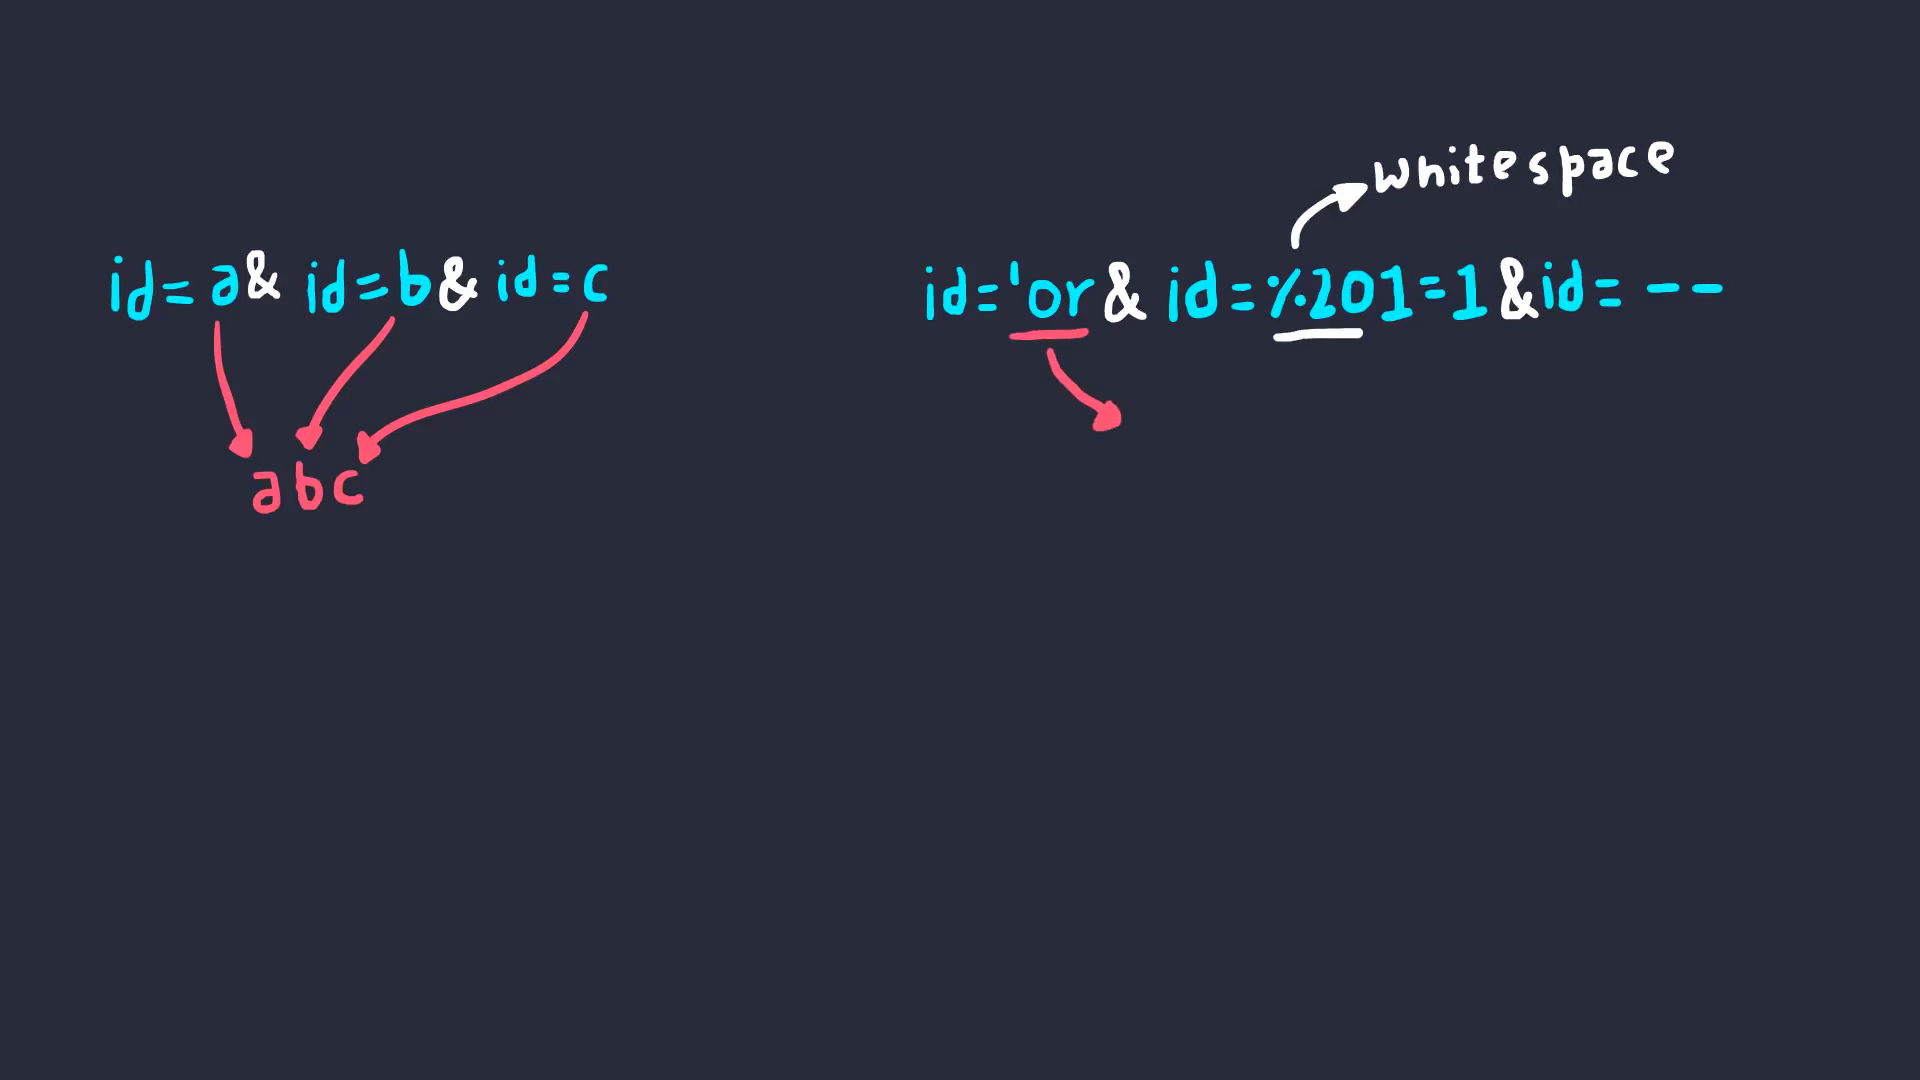 whitespace
id=a& id=b& id=c
id='or& id=%201=1&id=--
abc